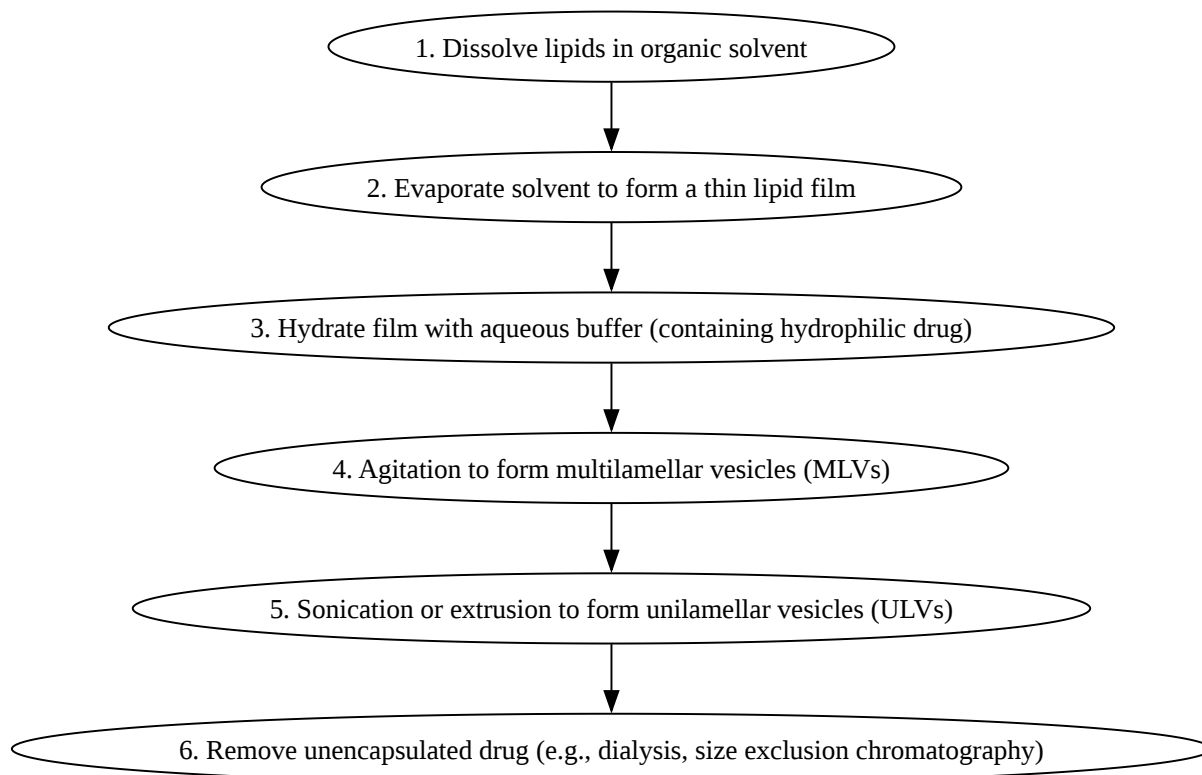 1. Dissolve lipids in organic solvent
2. Evaporate solvent to form a thin lipid film
3. Hydrate film with aqueous buffer (containing hydrophilic drug)
4. Agitation to form multilamellar vesicles (MLVs)
5. Sonication or extrusion to form unilamellar vesicles (ULVs)
6. Remove unencapsulated drug (e.g., dialysis, size exclusion chromatography)